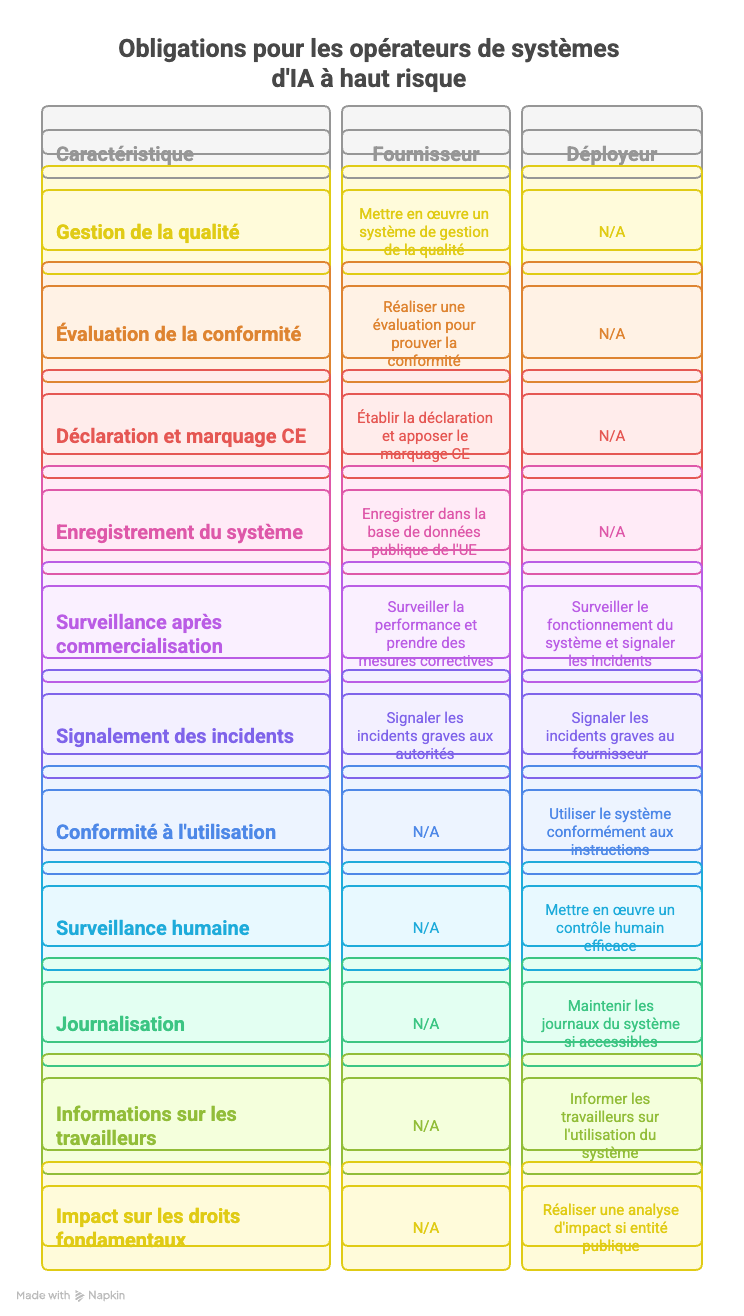 Obligations pour les opérateurs de systèmes
d'IA à haut risque
Caractéristique
Fournisseur
Déployeur
Gestion de la qualité
Mettre en œuvre un
système de gestion
de la qualité
N/A
Évaluation de la conformité
Réaliser une
évaluation pour
prouver la
conformité
N/A
Déclaration et marquage CE
Établir la déclaration
et apposer le
marquage CE
N/A
Enregistrement du système
Enregistrer dans la
base de données
publique de l'UE
N/A
Surveillance après
commercialisation
Surveiller la
performance et
prendre des
mesures correctives
Surveiller le
fonctionnement du
système et signaler
les incidents
Signalement des incidents
Signaler les
incidents graves aux
autorités
Signaler les
incidents graves au
fournisseur
Conformité à l'utilisation
N/A
Utiliser le système
conformément aux
instructions
Surveillance humaine
N/A
Mettre en œuvre un
contrôle humain
efficace
Journalisation
N/A
Maintenir les
journaux du système
si accessibles
Informations sur les
travailleurs
N/A
Informer les
travailleurs sur
l'utilisation du
système
Impact sur les droits
fondamentaux
N/A
Réaliser une analyse
d'impact si entité
publique
Made with Napkin